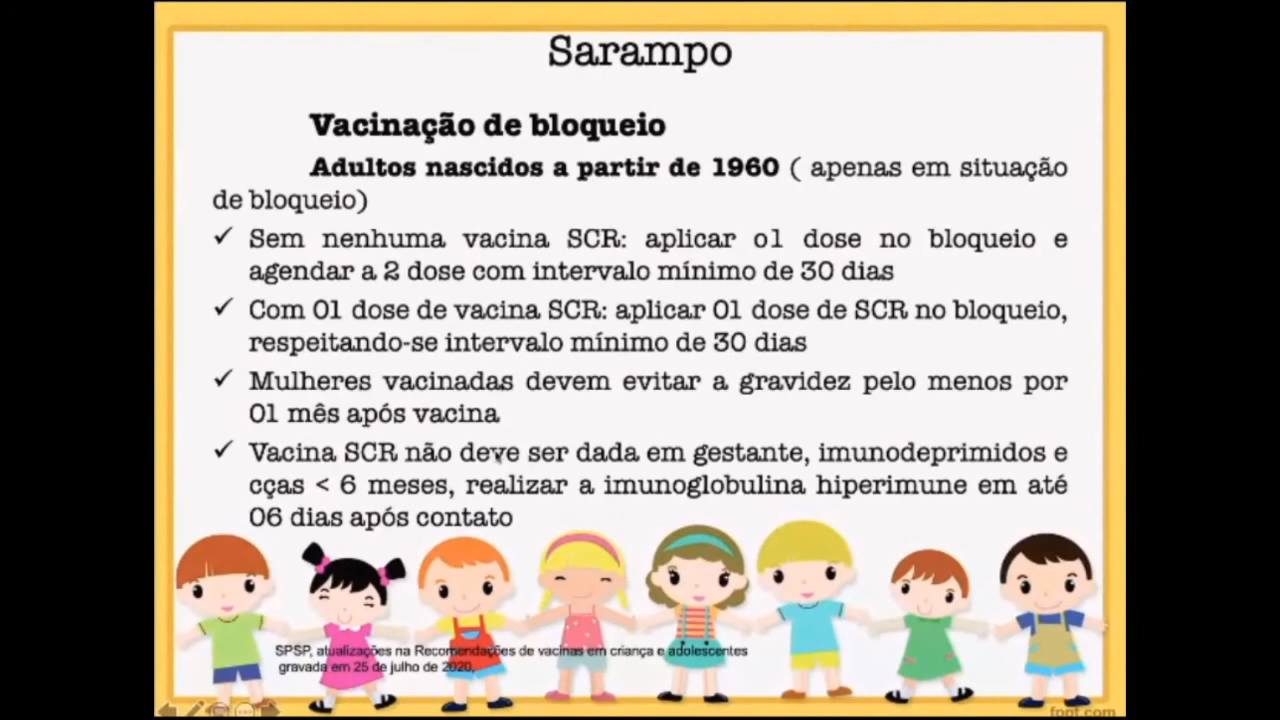 Sarampo
Vacinação de bloqueio
Adultos nascidos a partir de 1960 ( apenas em situação
de bloqueio)
✓ Sem nenhuma vacina SCR: aplicar o1 dose no bloqueio e
agendar a 2 dose com intervalo mínimo de 30 dias
✓ Com 01 dose de vacina SCR: aplicar 01 dose de SCR no bloqueio,
respeitando-se intervalo mínimo de 30 dias
✓ Mulheres vacinadas devem evitar a gravidez pelo menos por
01 mês após vacina
✓ Vacina SCR não deve ser dada em gestante, imunodeprimidos e
cças < 6 meses, realizar a imunoglobulina hiperimune em até
06 dias após contato
SPSP, atualizações na Recomendações de vacinas em criança e adolescentes
gravada em 25 de julho de 2020,
fppt.com